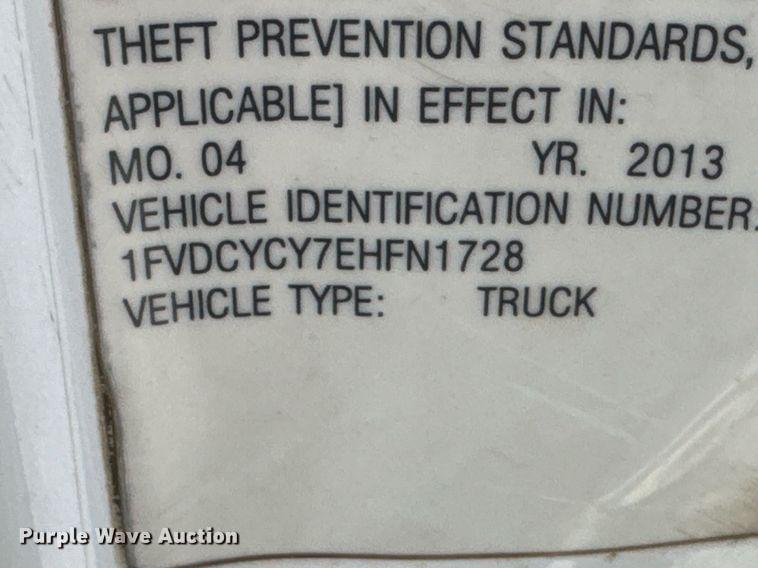 THEFT PREVENTION STANDARDS,
APPLICABLE] IN EFFECT IN:
MO. 04 YR. 2013
VEHICLE IDENTIFICATION NUMBER.
1FVDCYCY7EHFN1728
VEHICLE TYPE: TRUCK
Purple Wave Auction